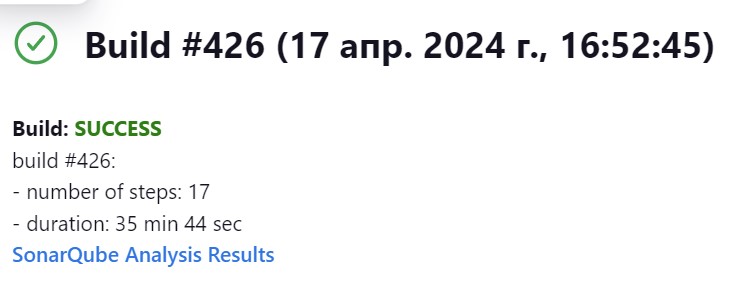 Build #426 (17 апр. 2024 г., 16:52:45)
Build: SUCCESS
build #426:
- number of steps: 17
- duration: 35 min 44 sec
SonarQube Analysis Results